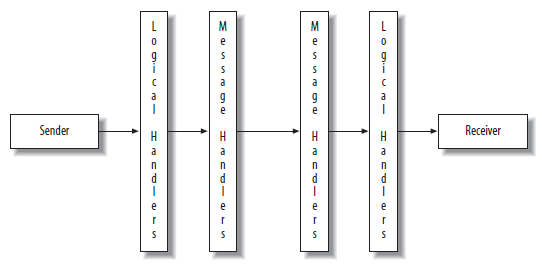 Sender
Logical Handlers
Message Handlers
Message Handlers
Logical Handlers
Receiver